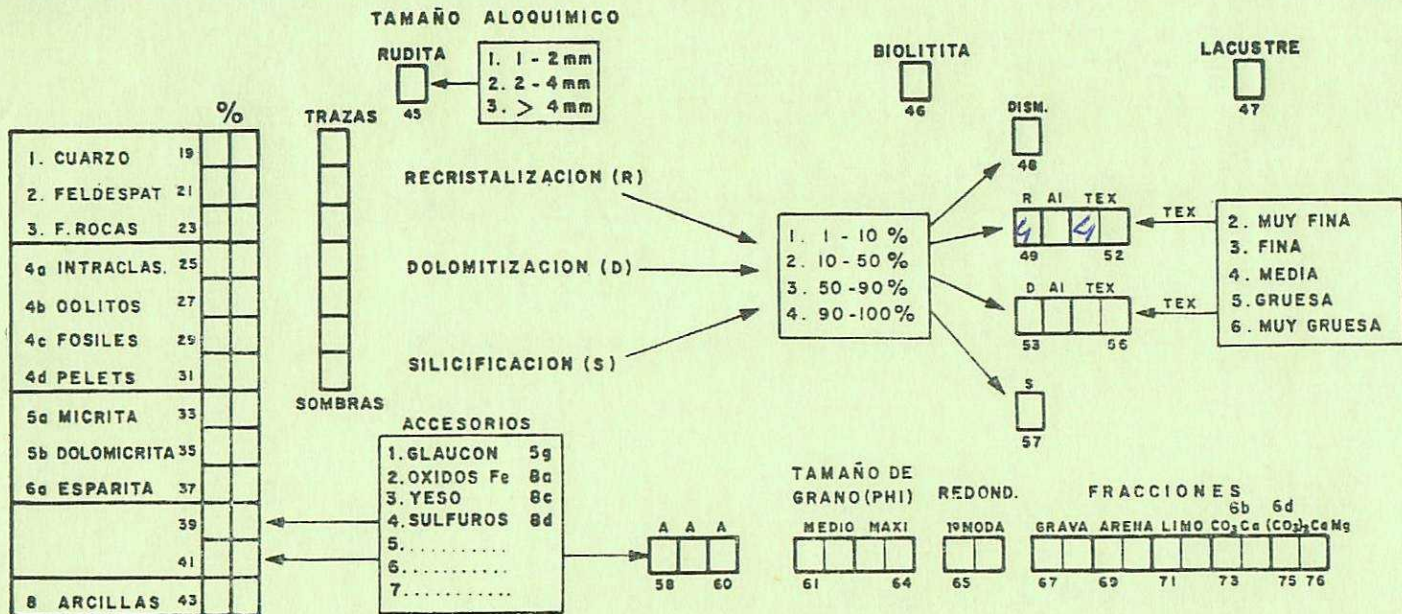 TAMAÑO ALOQUIMICO
RUDITA
45
1. 1 - 2 mm
2. 2 - 4 mm
3. > 4 mm
BIOLITITA
46
LACUSTRE
47
%
TRAZAS
1. CUARZO 19
2. FELDESPAT 21
3. F. ROCAS 23
4a INTRACLAS. 25
4b OOLITOS 27
4c FOSILES 29
4d PELETS 31
5a MICRITA 33
5b DOLOMICRITA 35
6a ESPARITA 37
39
41
8 ARCILLAS 43
SOMBRAS
RECRISTALIZACION (R)
DOLOMITIZACION (D)
SILICIFICACION (S)
1. 1 - 10 %
2. 10 - 50 %
3. 50 - 90 %
4. 90 - 100 %
DISM.
48
R AI TEX
4 4
49 52
TEX
D AI TEX
53 56
TEX
2. MUY FINA
3. FINA
4. MEDIA
5. GRUESA
6. MUY GRUESA
S
57
ACCESORIOS
1. GLAUCON 5g
2. OXIDOS Fe 8a
3. YESO 8c
4. SULFUROS 8d
5. ...........
6. ...........
7. ...........
A A A
58 60
TAMAÑO DE
GRANO (PHI)
MEDIO MAXI
61 64
REDOND.
1ª MODA
65
FRACCIONES
6b 6d
GRAVA ARENA LIMO CO3Ca (CO3)2CaMg
67 69 71 73 75 76